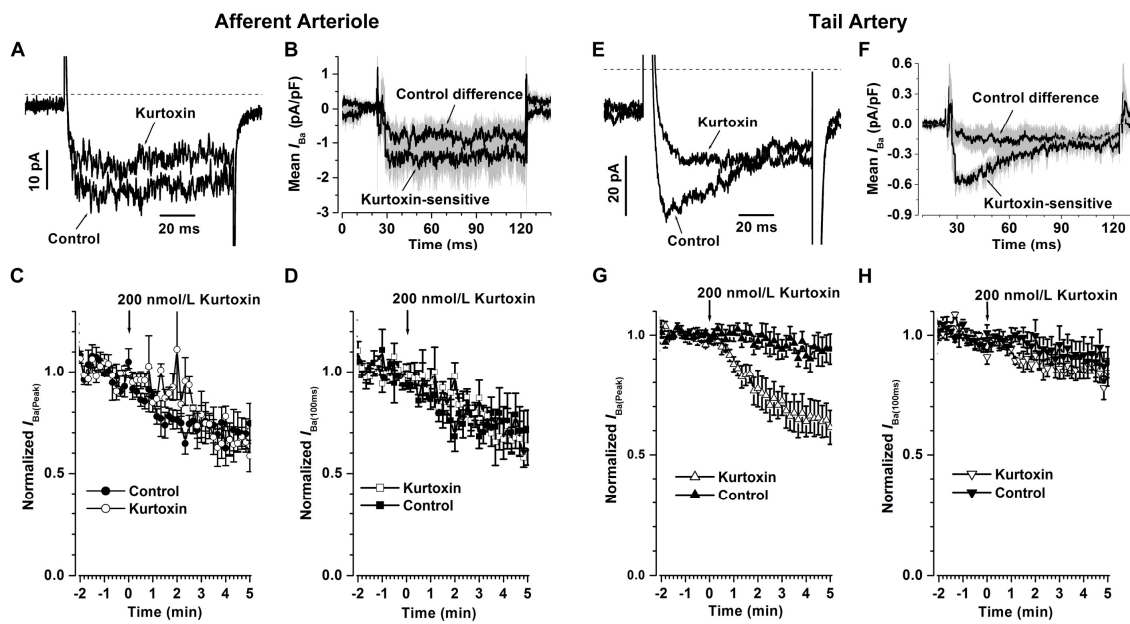 Afferent Arteriole
Tail Artery
A
Kurtoxin
10 pA
Control
20 ms
B
Mean I Ba (pA/pF)
1
0
-1
-2
-3
Control difference
Kurtoxin-sensitive
0 30 60 90 120
Time (ms)
E
Kurtoxin
20 pA
Control
20 ms
F
Mean I Ba (pA/pF)
0.6
0.3
0.0
-0.3
-0.6
-0.9
Control difference
Kurtoxin-sensitive
30 60 90 120
Time (ms)
C
200 nmol/L Kurtoxin
Normalized I Ba(Peak)
1.0
0.5
0.0
Control
Kurtoxin
-2 -1 0 1 2 3 4 5
Time (min)
D
200 nmol/L Kurtoxin
Normalized I Ba(100ms)
1.0
0.5
0.0
Kurtoxin
Control
-2 -1 0 1 2 3 4 5
Time (min)
G
200 nmol/L Kurtoxin
Normalized I Ba(Peak)
1.0
0.5
0.0
Kurtoxin
Control
-2 -1 0 1 2 3 4 5
Time (min)
H
200 nmol/L Kurtoxin
Normalized I Ba(100ms)
1.0
0.5
0.0
Kurtoxin
Control
-2 -1 0 1 2 3 4 5
Time (min)